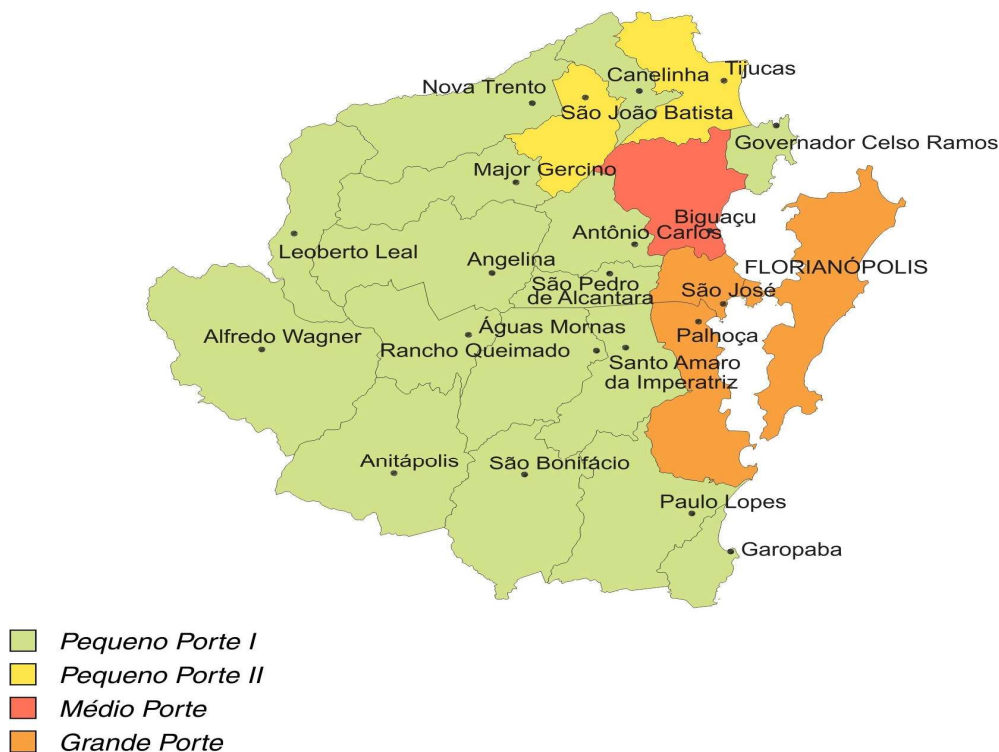 Tijucas
Canelinha
Nova Trento
São João Batista
Governador Celso Ramos
Major Gercino
Biguaçu
Antônio Carlos
Leoberto Leal
Angelina
FLORIANÓPOLIS
São Pedro
de Alcantara
São José
Águas Mornas
Palhoça
Alfredo Wagner
Rancho Queimado
Santo Amaro
da Imperatriz
Anitápolis
São Bonifácio
Paulo Lopes
Garopaba
Pequeno Porte I
Pequeno Porte II
Médio Porte
Grande Porte